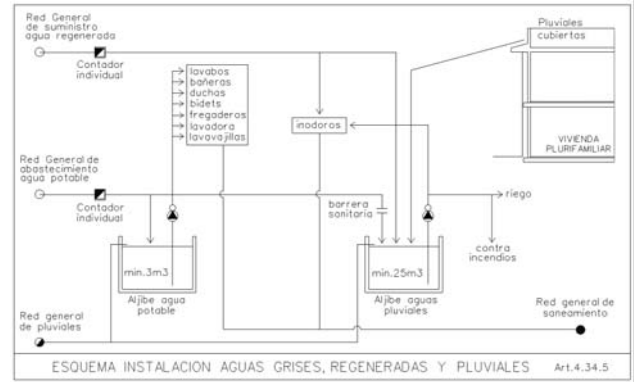 Red General
de suministro
agua regenerada
Contador
individual
lavabos
bañeras
duchas
bidets
fregaderos
lavadora
lavavajillas
inodoros
Pluviales
cubiertas
VIVIENDA
PLURIFAMILIAR
Red General de
abastecimiento
agua potable
Contador
individual
barrera
sanitaria
riego
contra
incendios
min.3m3
Aljibe agua
potable
min.25m3
Aljibe aguas
pluviales
Red general
de pluviales
Red general de
saneamiento
ESQUEMA INSTALACION AGUAS GRISES, REGENERADAS Y PLUVIALES Art.4.34.5